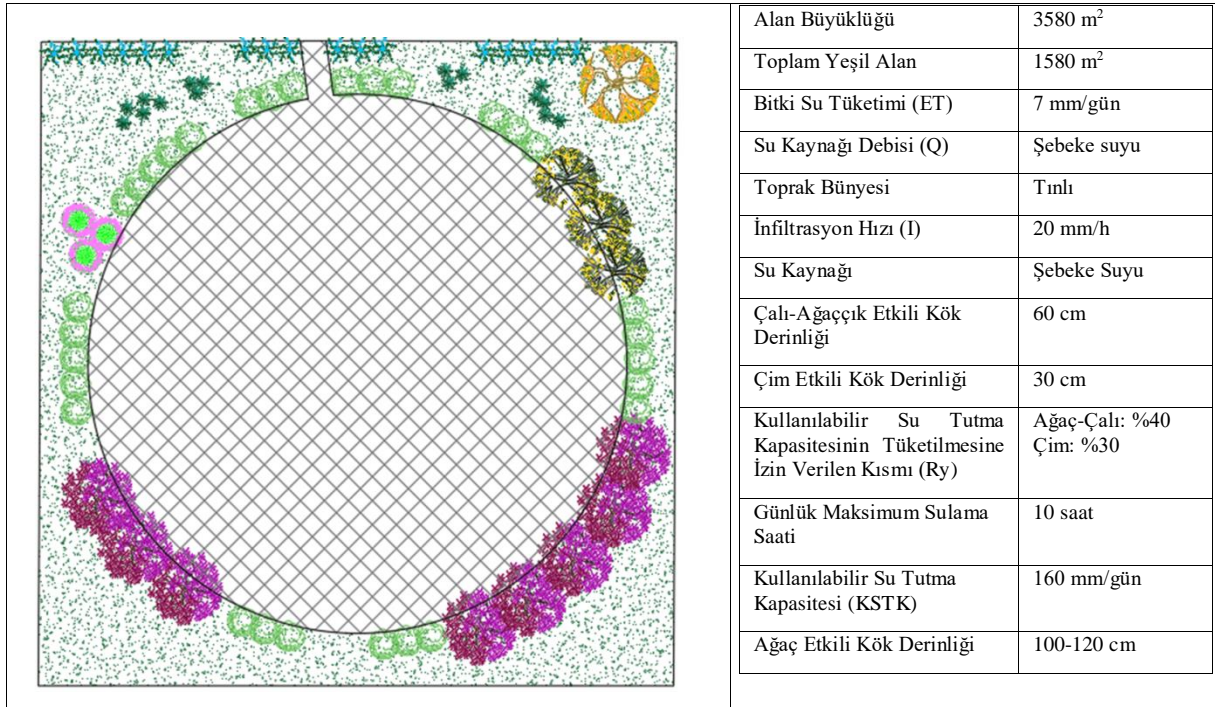 Alan Büyüklüğü 3580 m²
Toplam Yeşil Alan 1580 m²
Bitki Su Tüketimi (ET) 7 mm/gün
Su Kaynağı Debisi (Q) Şebeke suyu
Toprak Bünyesi Tınlı
İnfiltrasyon Hızı (I) 20 mm/h
Su Kaynağı Şebeke Suyu
Çalı-Ağaççık Etkili Kök 60 cm
Derinliği
Çim Etkili Kök Derinliği 30 cm
Kullanılabilir Su Tutma Ağaç-Çalı: %40
Kapasitesinin Tüketilmesine Çim: %30
İzin Verilen Kısmı (Ry)
Günlük Maksimum Sulama 10 saat
Saati
Kullanılabilir Su Tutma 160 mm/gün
Kapasitesi (KSTK)
Ağaç Etkili Kök Derinliği 100-120 cm